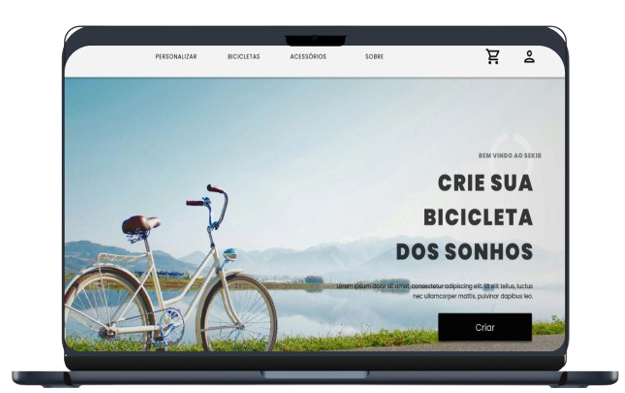 PERSONALIZAR BICICLETAS ACESSÓRIOS SOBRE
BEM VINDO AO SEKIB
CRIE SUA
BICICLETA
DOS SONHOS
Lorem ipsum dolor sit amet, consectetur adipiscing elit. Ut elit tellus, luctus
nec ullamcorper mattis, pulvinar dapibus leo.
Criar